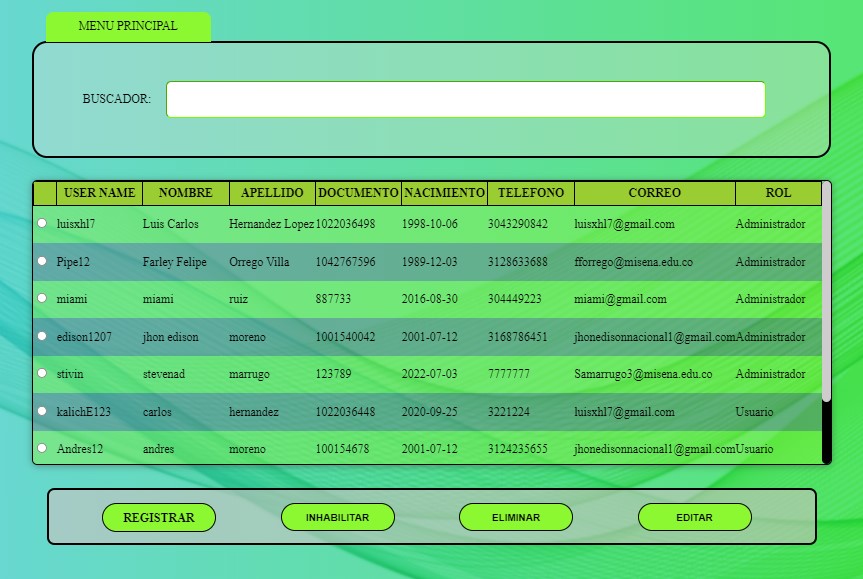 MENU PRINCIPAL
BUSCADOR:
USER NAME NOMBRE APELLIDO DOCUMENTO NACIMIENTO TELEFONO CORREO ROL
luisxhl7 Luis Carlos Hernandez Lopez 1022036498 1998-10-06 3043290842 luisxhl7@gmail.com Administrador
Pipe12 Farley Felipe Orrego Villa 1042767596 1989-12-03 3128633688 fforrego@misena.edu.co Administrador
miami miami ruiz 887733 2016-08-30 304449223 miami@gmail.com Administrador
edison1207 jhon edison moreno 1001540042 2001-07-12 3168786451 jhonedisonnacional1@gmail.com Administrador
stivin stevenad marrugo 123789 2022-07-03 7777777 Samarrugo3@misena.edu.co Administrador
kalichE123 carlos hernandez 1022036448 2020-09-25 3221224 luisxhl7@gmail.com Usuario
Andres12 andres moreno 100154678 2001-07-12 3124235655 jhonedisonnacional1@gmail.com Usuario
REGISTRAR INHABILITAR ELIMINAR EDITAR